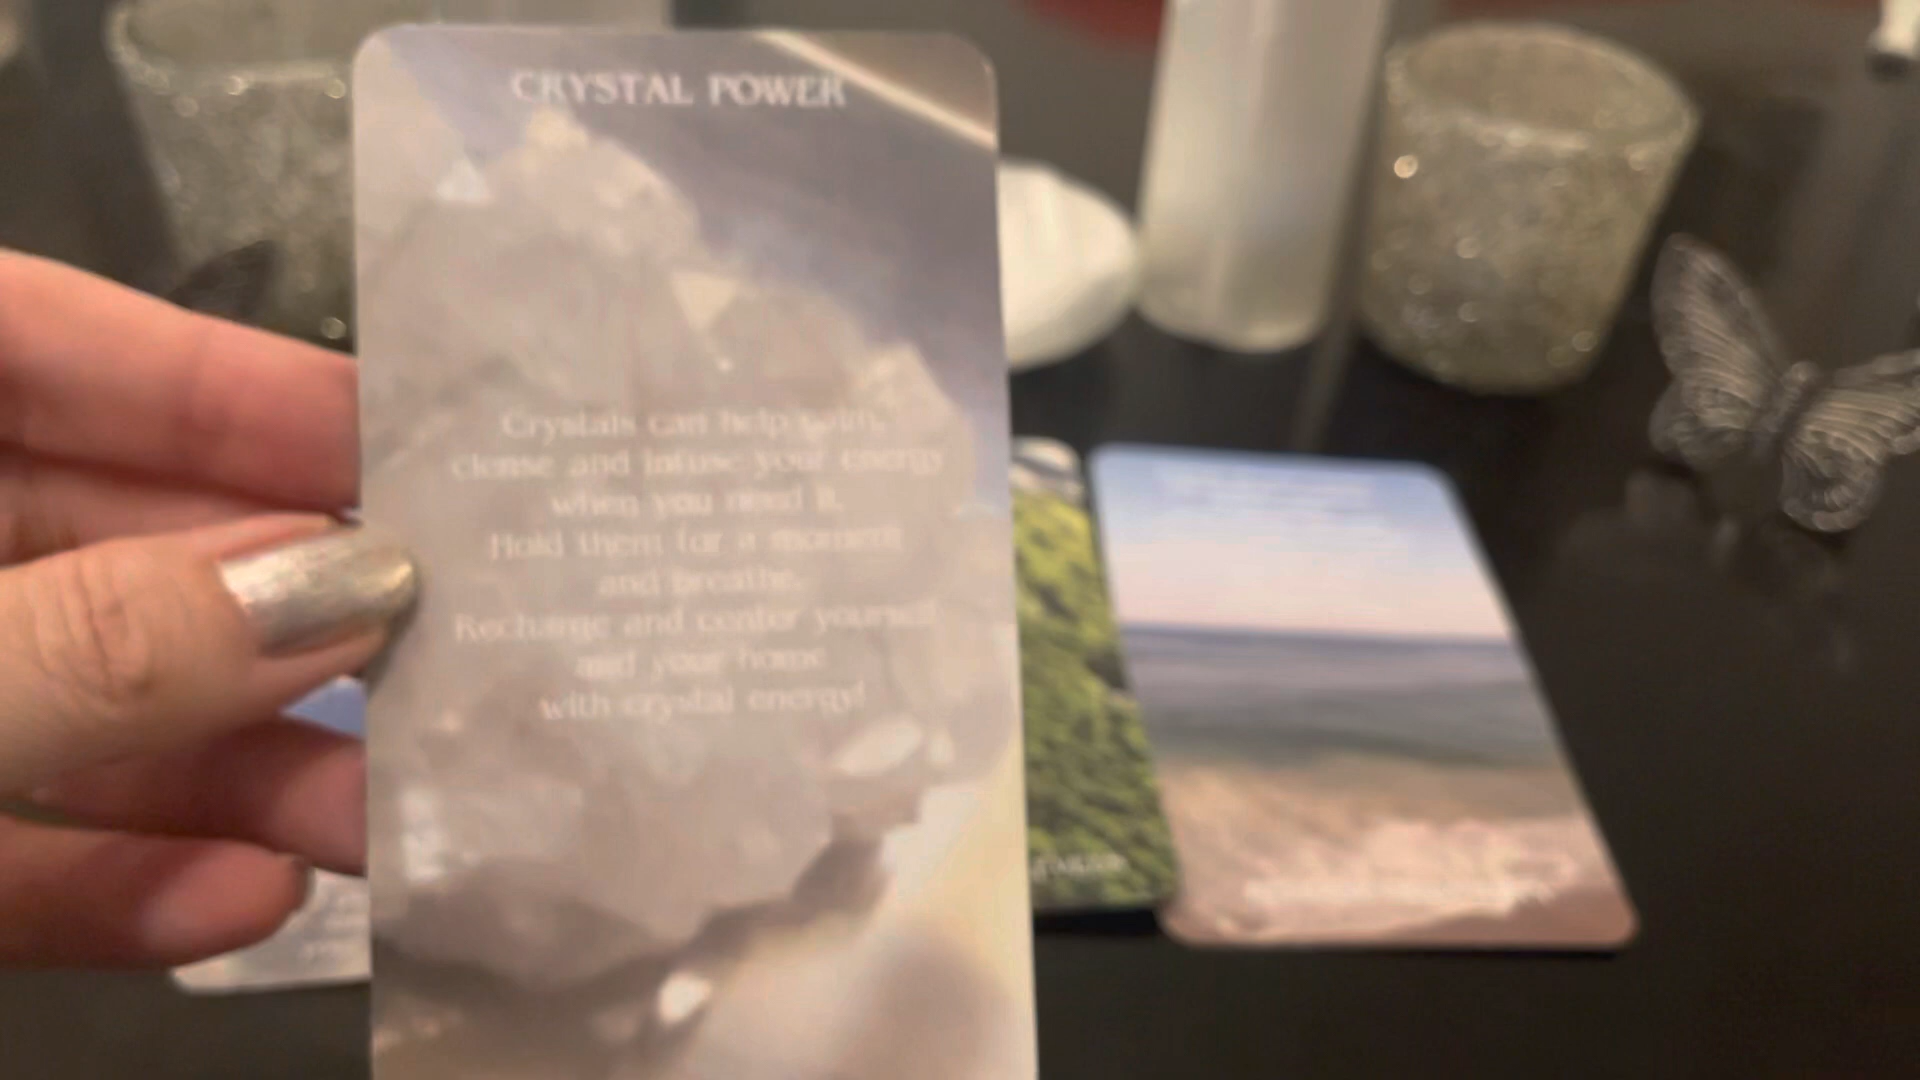 CRYSTAL POWER
Crystals can help calm,
clense and infuse your energy
when you need it.
Hold them for a moment
and breathe.
Recharge and center yourself
and your home
with crystal energy!